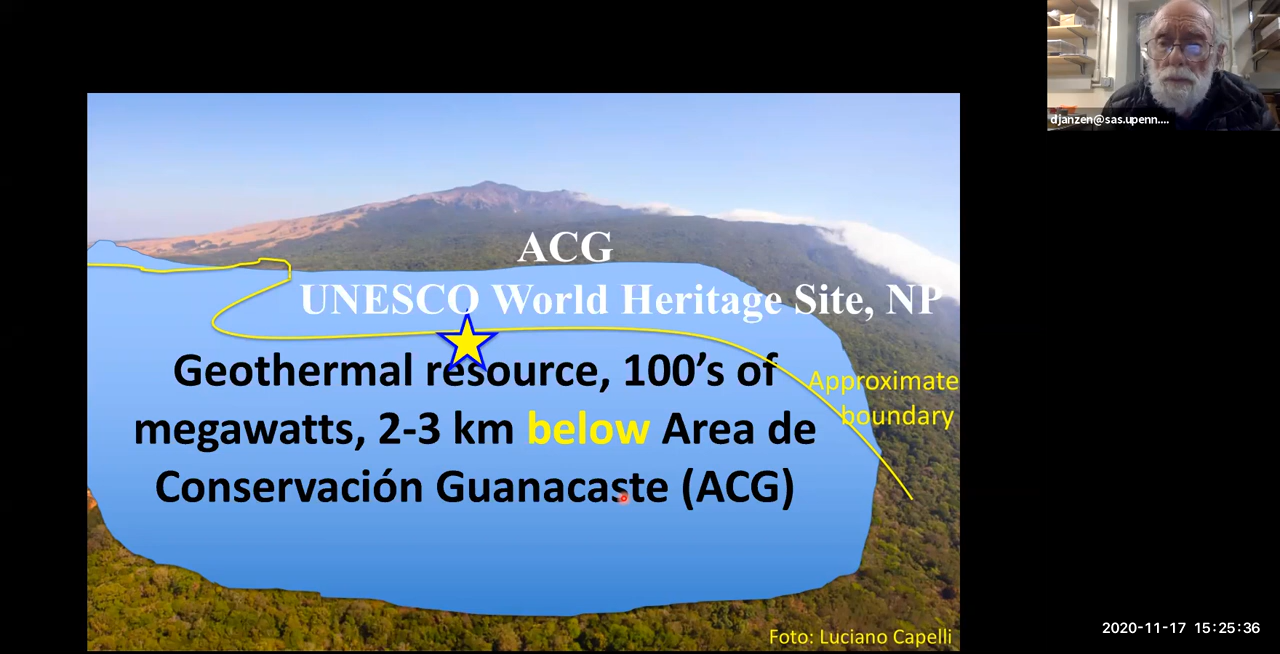 djanzen@sas.upenn....
ACG
UNESCO World Heritage Site, NP
Geothermal resource, 100’s of
megawatts, 2-3 km below Area de
Conservación Guanacaste (ACG)
Approximate
boundary
Foto: Luciano Capelli
2020-11-17 15:25:36